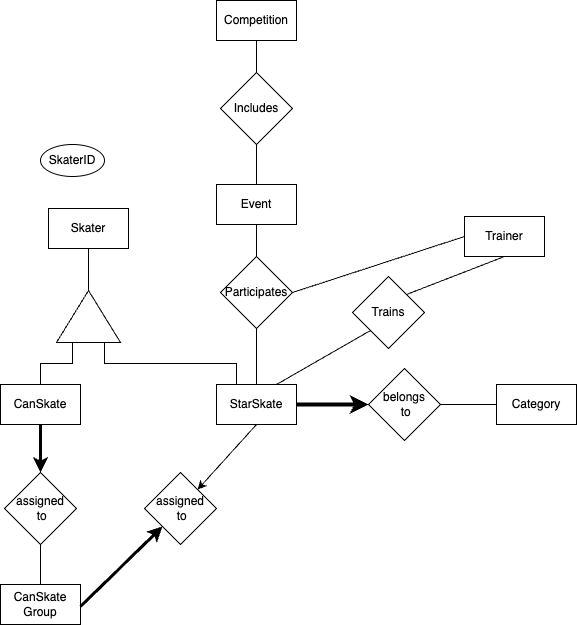 Competition
Includes
SkaterID
Skater
Event
Trainer
Participates
Trains
CanSkate
StarSkate
belongs
to
Category
assigned
to
assigned
to
CanSkate
Group